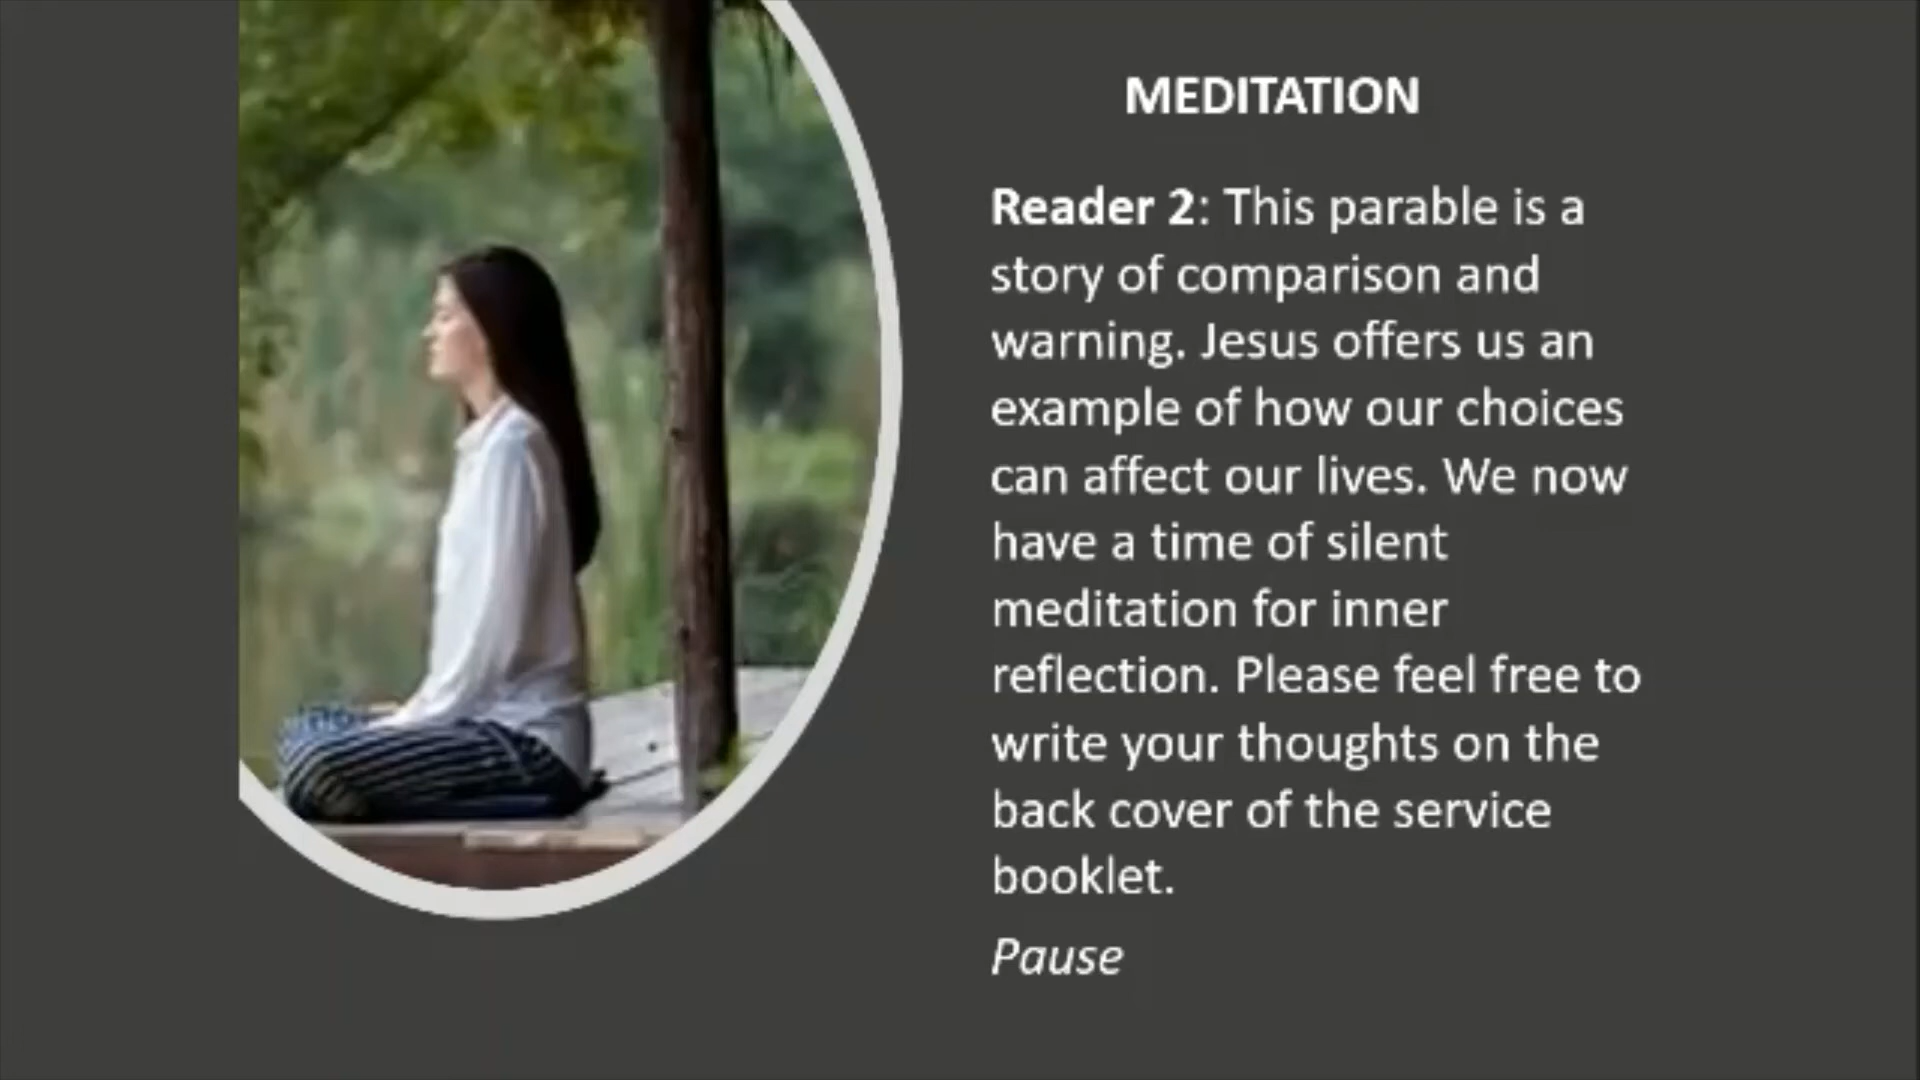 MEDITATION
Reader 2: This parable is a
story of comparison and
warning. Jesus offers us an
example of how our choices
can affect our lives. We now
have a time of silent
meditation for inner
reflection. Please feel free to
write your thoughts on the
back cover of the service
booklet.
Pause